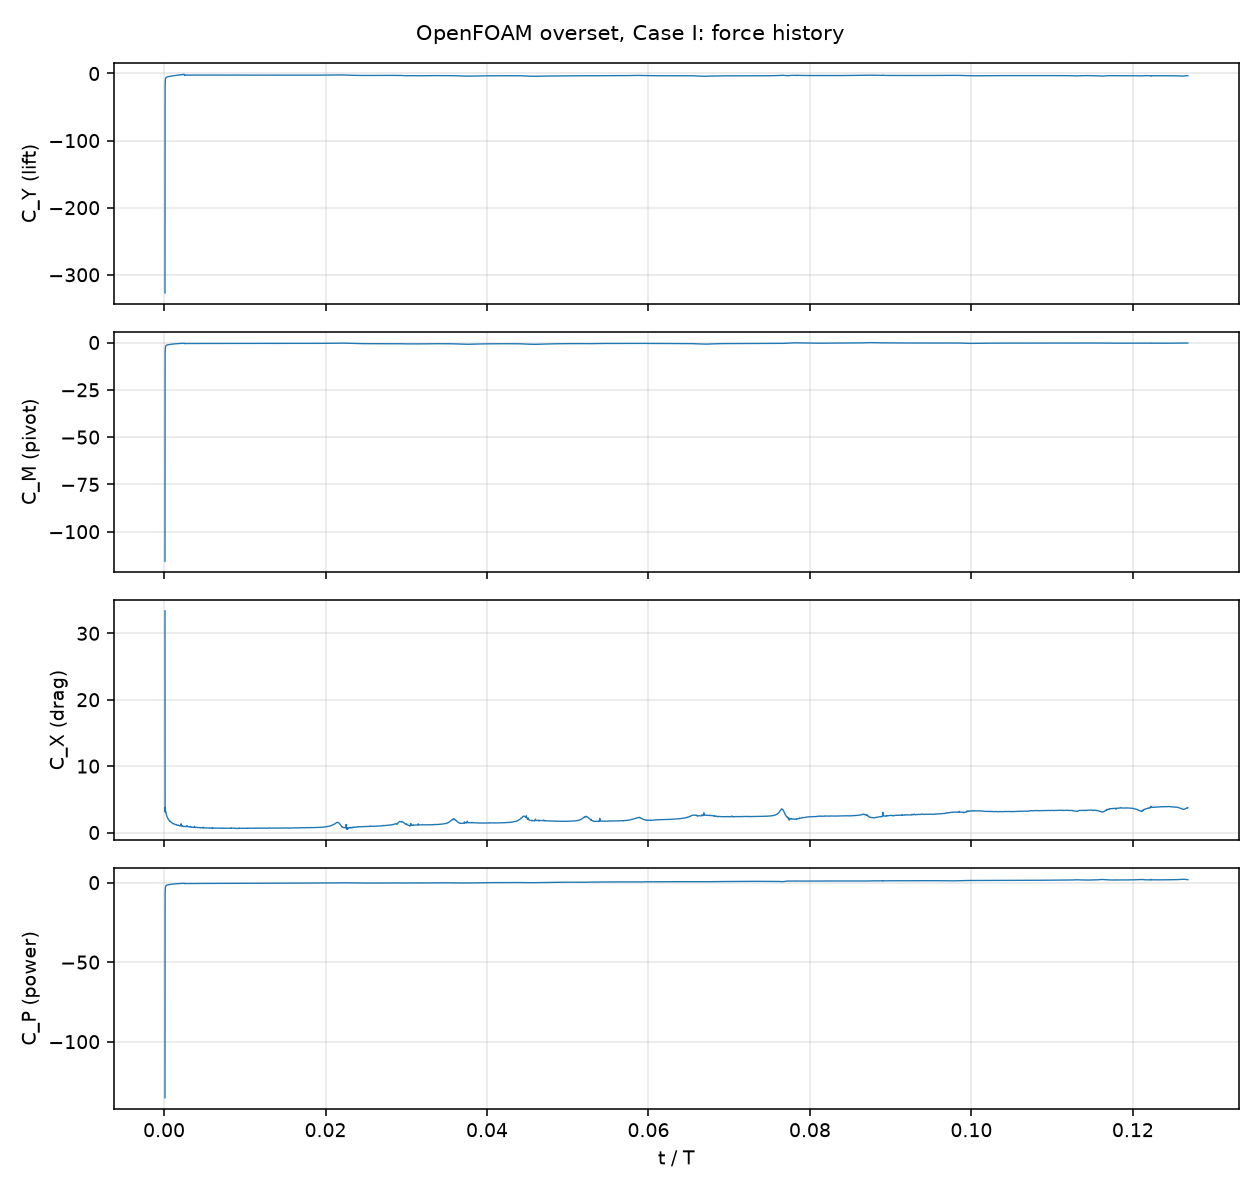 OpenFOAM overset, Case I: force history
C_Y (lift)
0
−100
−200
−300
C_M (pivot)
0
−25
−50
−75
−100
C_X (drag)
30
20
10
0
C_P (power)
0
−50
−100
0.00 0.02 0.04 0.06 0.08 0.10 0.12
t / T